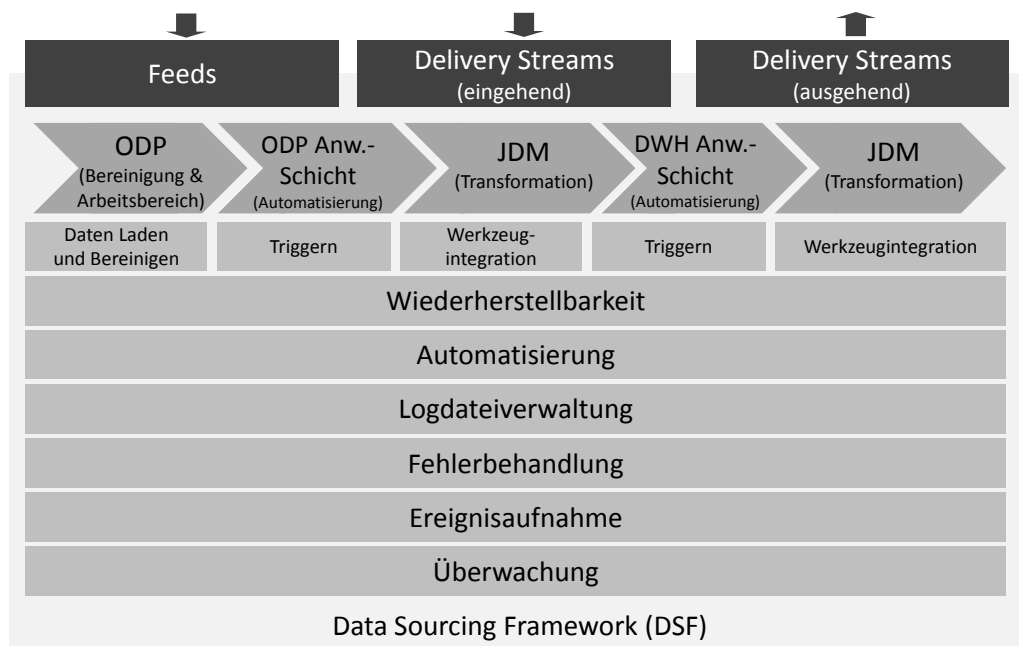 Feeds
Delivery Streams
(eingehend)
Delivery Streams
(ausgehend)
ODP
(Bereinigung &
Arbeitsbereich)
ODP Anw.-
Schicht
(Automatisierung)
JDM
(Transformation)
DWH Anw.-
Schicht
(Automatisierung)
JDM
(Transformation)
Daten Laden
und Bereinigen
Triggern
Werkzeug-
integration
Triggern
Werkzeugintegration
Wiederherstellbarkeit
Automatisierung
Logdateiverwaltung
Fehlerbehandlung
Ereignisaufnahme
Überwachung
Data Sourcing Framework (DSF)